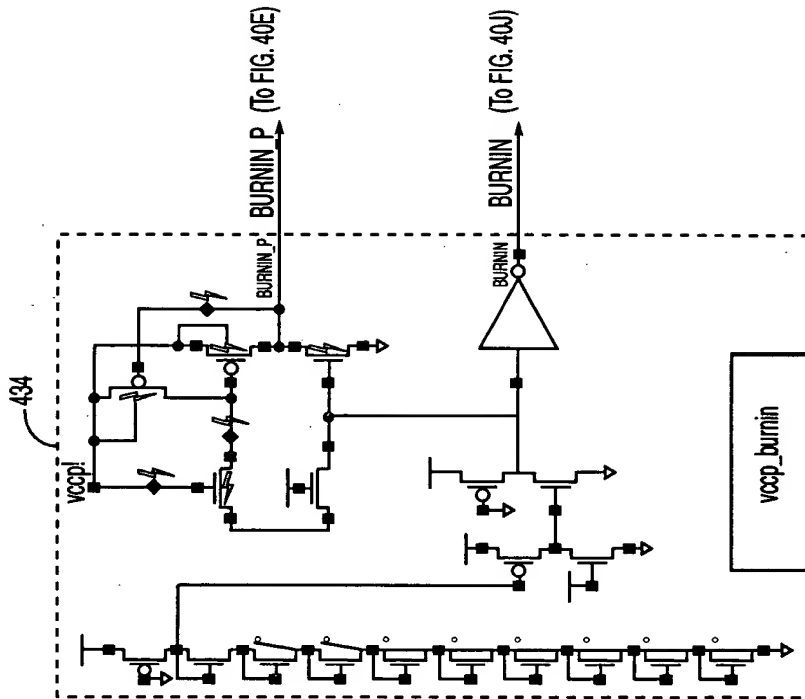 434
vccp!
BURNIN_P
BURNIN_P (To FIG. 40E)
BURNIN
BURNIN (To FIG. 40J)
vccp_burnin